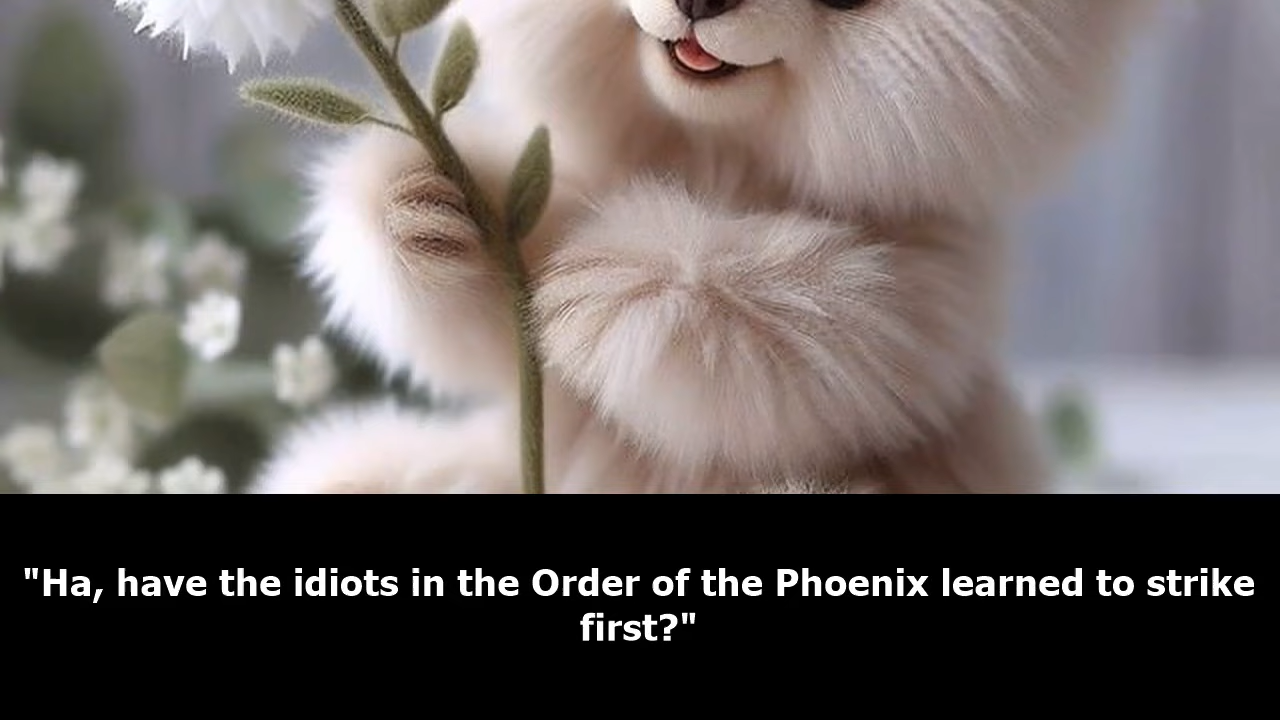 "Ha, have the idiots in the Order of the Phoenix learned to strike
first?"